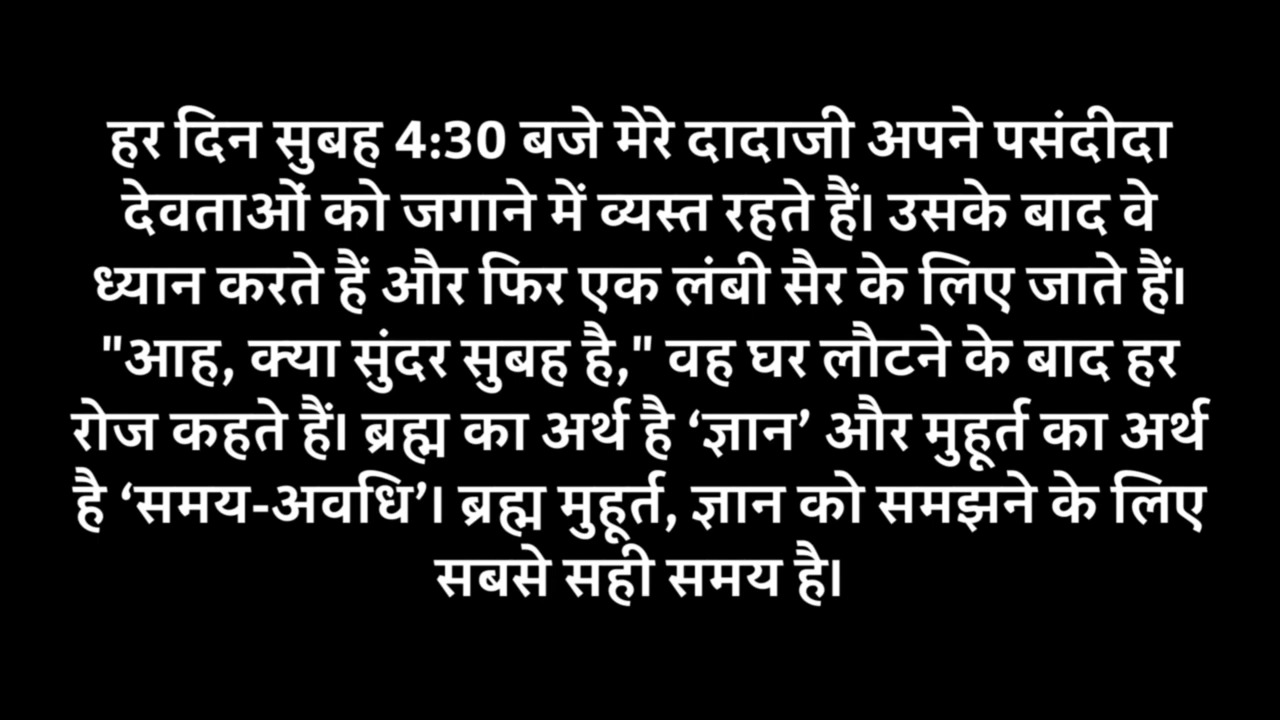 हर दिन सुबह 4:30 बजे मेरे दादाजी अपने पसंदीदा
देवताओं को जगाने में व्यस्त रहते हैं। उसके बाद वे
ध्यान करते हैं और फिर एक लंबी सैर के लिए जाते हैं।
"आह, क्या सुंदर सुबह है," वह घर लौटने के बाद हर
रोज कहते हैं। ब्रह्म का अर्थ है ‘ज्ञान’ और मुहूर्त का अर्थ
है ‘समय-अवधि’। ब्रह्म मुहूर्त, ज्ञान को समझने के लिए
सबसे सही समय है।